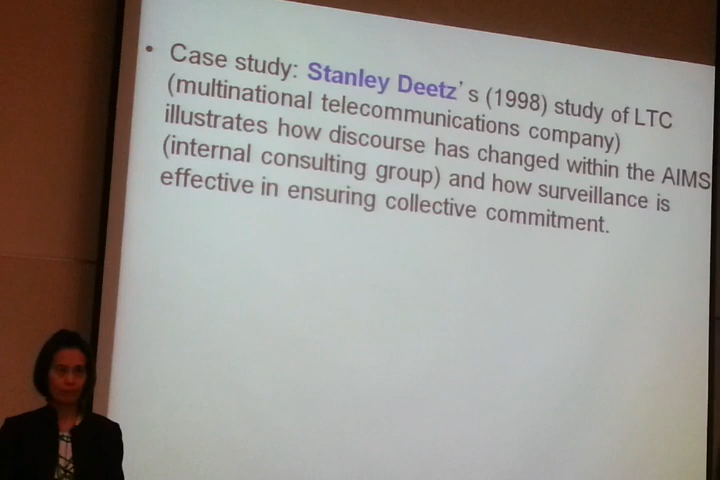 • Case study: Stanley Deetz's (1998) study of LTC
(multinational telecommunications company)
illustrates how discourse has changed within the AIMS
(internal consulting group) and how surveillance is
effective in ensuring collective commitment.